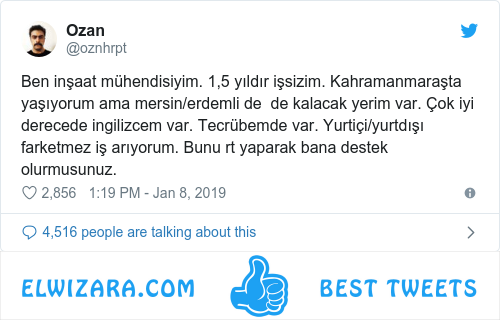 Ozan
@oznhrpt
Ben inşaat mühendisiyim. 1,5 yıldır işsizim. Kahramanmaraşta
yaşıyorum ama mersin/erdemli de  de kalacak yerim var. Çok iyi
derecede ingilizcem var. Tecrübemde var. Yurtiçi/yurtdışı
farketmez iş arıyorum. Bunu rt yaparak bana destek
olurmusunuz.
2,856 1:19 PM - Jan 8, 2019
4,516 people are talking about this
ELWIZARA.COM BEST TWEETS